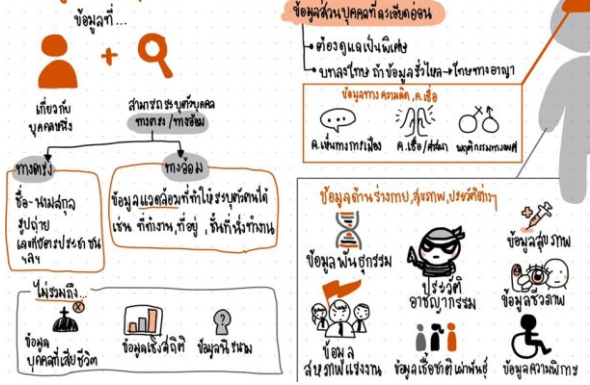 ข้อมูลที่...
+
เกี่ยวกับ
บุคคลหนึ่ง
สามารถระบุตัวบุคคล
ทางตรง /ทางอ้อม
ทางตรง
ชื่อ-นามสกุล
รูปถ่าย
เลขบัตรประชาชน
ฯลฯ
ทางอ้อม
ข้อมูลแวดล้อมที่ทำให้ระบุตัวตนได้
เช่น ที่ทำงาน, ที่อยู่ , ชั้นที่นั่งทำงาน
ไม่รวมถึง...
ข้อมูล
บุคคลที่เสียชีวิต
ข้อมูลเชิงสถิติ
ข้อมูลนิรนาม
ข้อมูลส่วนบุคคลที่ละเอียดอ่อน
ต้องดูแลเป็นพิเศษ
บทลงโทษ ถ้าข้อมูลรั่วไหล→โทษทางอาญา
ข้อมูลทางความคิด, ค.เชื่อ
ค.เห็นทางการเมือง
ค.เชื่อ/ศาสนา
พฤติกรรมทางเพศ
ข้อมูลด้านร่างกาย, สุขภาพ, ประวัติต่างๆ
ข้อมูลพันธุกรรม
ประวัติ
อาชญากรรม
ข้อมูลสุขภาพ
ข้อมูลชีวภาพ
ข้อมูล
สหภาพแรงงาน
ข้อมูลเชื้อชาติ เผ่าพันธุ์
ข้อมูลความพิการ